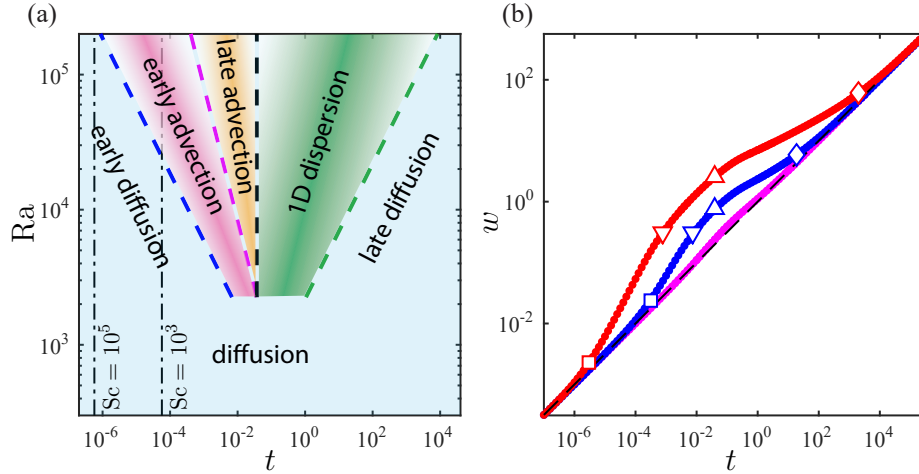 (a)
(b)
10^5
10^4
10^3
Ra
early diffusion
early advection
late advection
1D dispersion
late diffusion
diffusion
Sc = 10^5
Sc = 10^3
10^-6
10^-4
10^-2
10^0
10^2
10^4
t
10^2
10^0
10^-2
w
10^-6
10^-4
10^-2
10^0
10^2
10^4
t